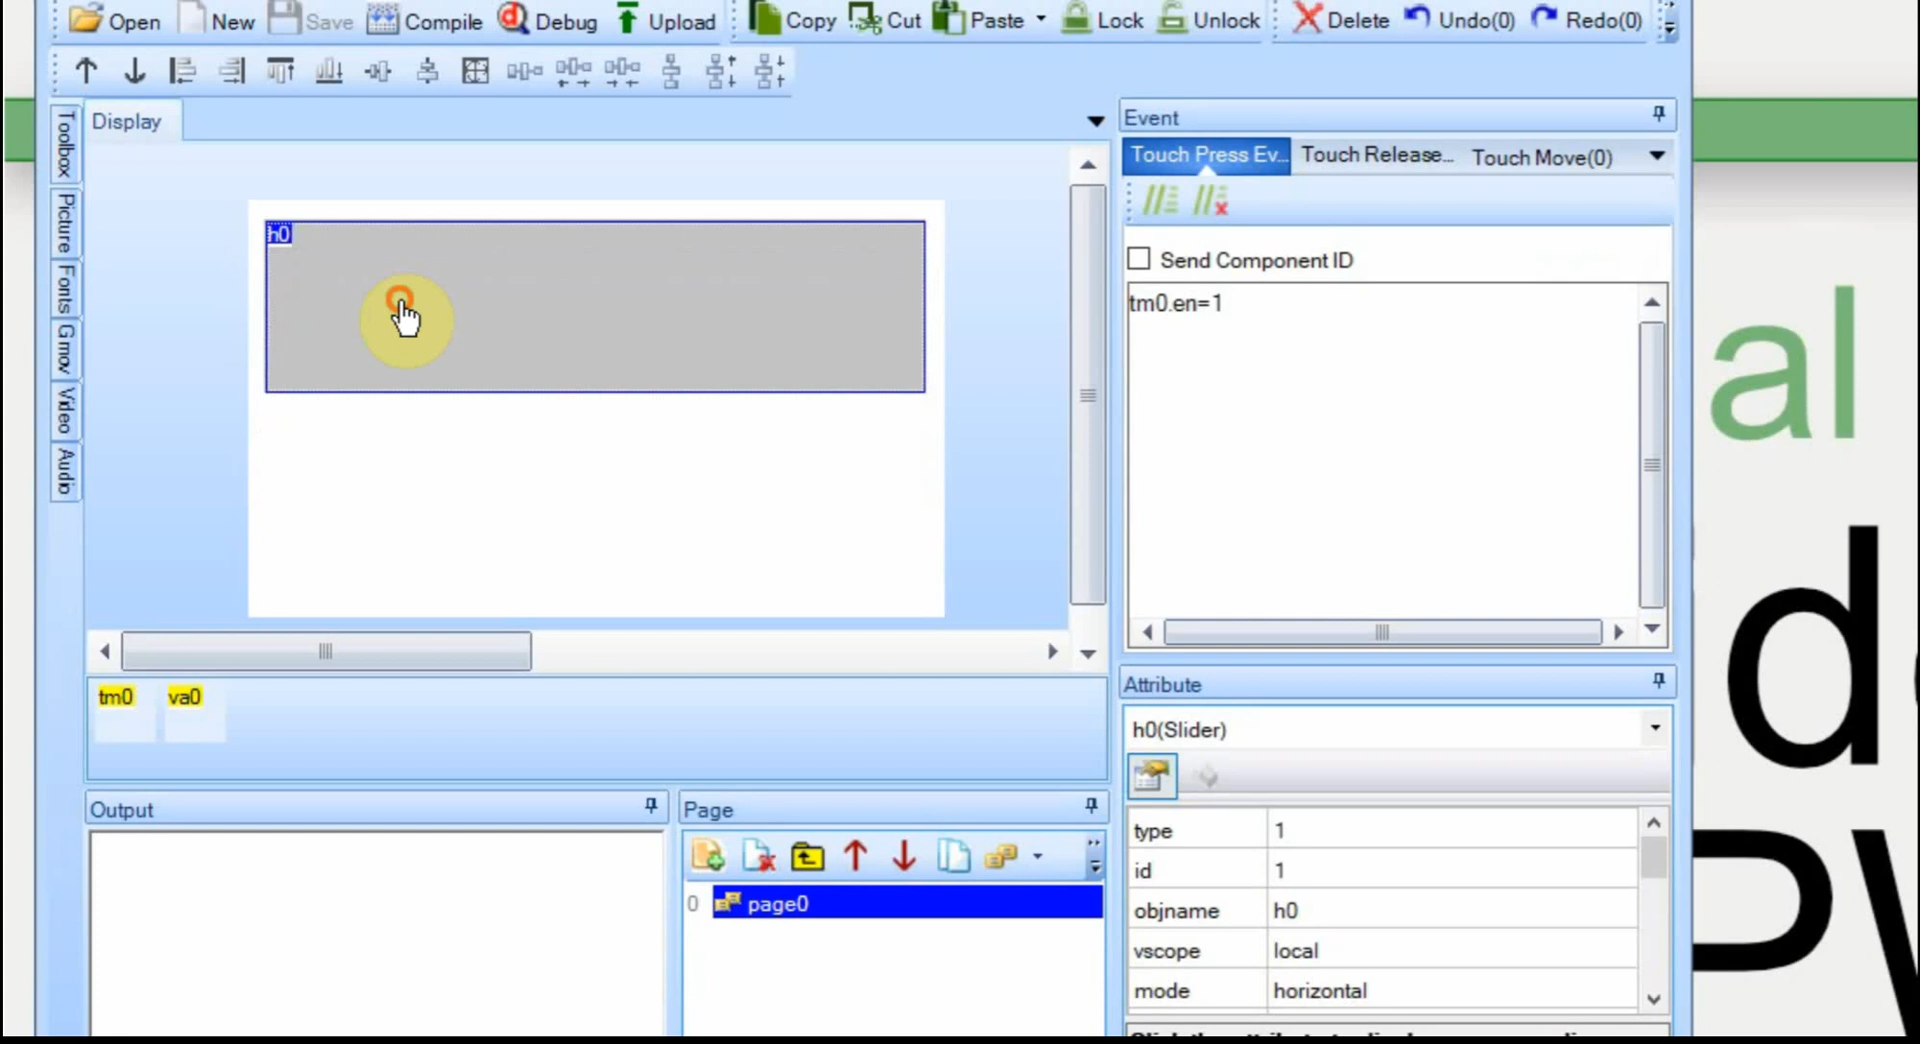 Open New Save Compile Debug Upload Copy Cut Paste Lock Unlock Delete Undo(0) Redo(0)
Display
Toolbox
Picture
Fonts
Gmov
Video
Audio
h0
Event
Touch Press Ev... Touch Release... Touch Move(0)
Send Component ID
tm0.en=1
tm0 va0
Attribute
h0(Slider)
type 1
id 1
objname h0
vscope local
mode horizontal
Output
Page
0 page0
al
d